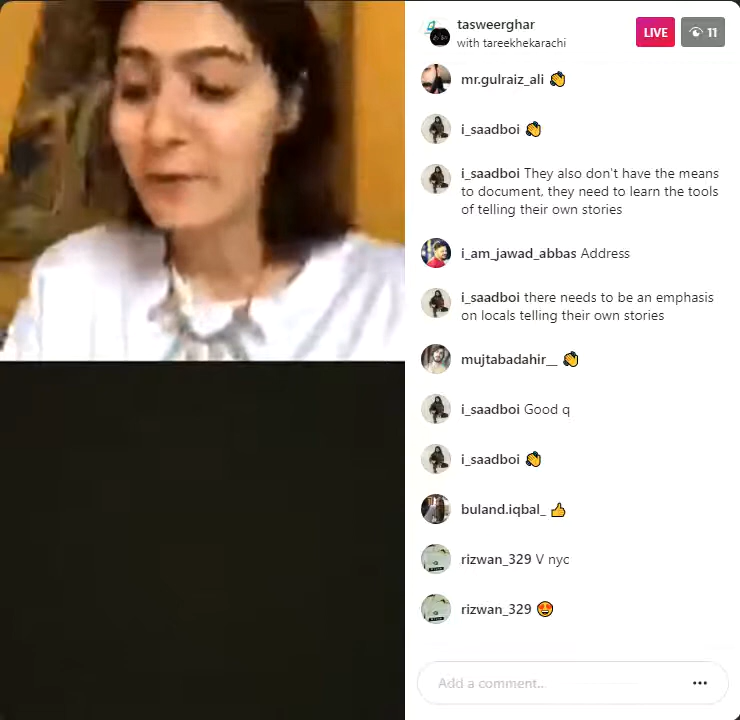 tasweerghar
with tareekhekarachi
LIVE
11
mr.gulraiz_ali 👏
i_saadboi 👏
i_saadboi They also don't have the means
to document, they need to learn the tools
of telling their own stories
i_am_jawad_abbas Address
i_saadboi there needs to be an emphasis
on locals telling their own stories
mujtabadahir__ 👏
i_saadboi Good q
i_saadboi 👏
buland.iqbal_ 👍
rizwan_329 V nyc
rizwan_329 😍
Add a comment...